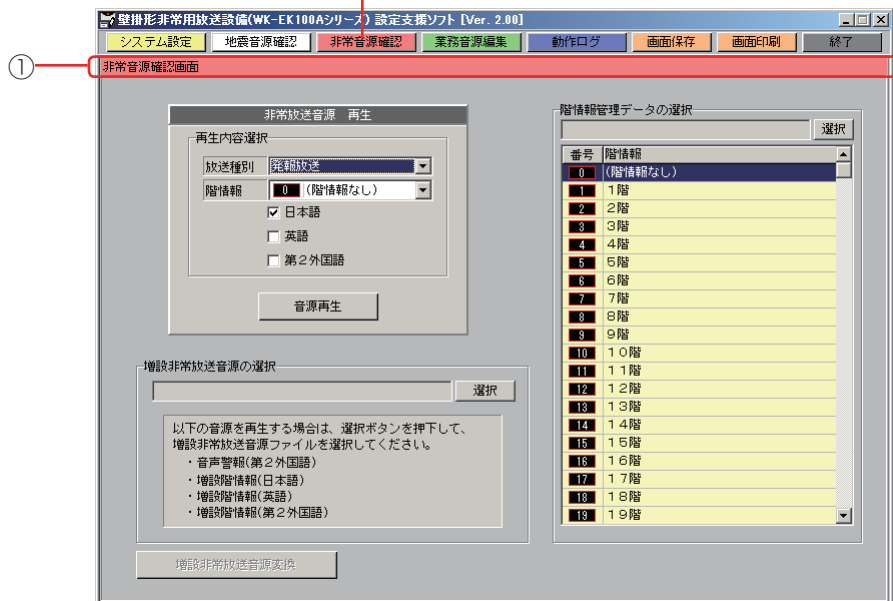 壁掛形非常用放送設備(WK-EK100Aシリーズ) 設定支援ソフト [Ver. 2.00]
システム設定 地震音源確認 非常音源確認 業務音源編集 動作ログ 画面保存 画面印刷 終了
①
非常音源確認画面
非常放送音源 再生
再生内容選択
放送種別 発報放送
階情報 0 (階情報なし)
日本語
英語
第2外国語
音源再生
増設非常放送音源の選択
選択
以下の音源を再生する場合は、選択ボタンを押下して、
増設非常放送音源ファイルを選択してください。
・音声警報(第2外国語)
・増設階情報(日本語)
・増設階情報(英語)
・増設階情報(第2外国語)
増設非常放送音源変換
階情報管理データの選択
選択
番号 階情報
0 (階情報なし)
1 1階
2 2階
3 3階
4 4階
5 5階
6 6階
7 7階
8 8階
9 9階
10 10階
11 11階
12 12階
13 13階
14 14階
15 15階
16 16階
17 17階
18 18階
19 19階